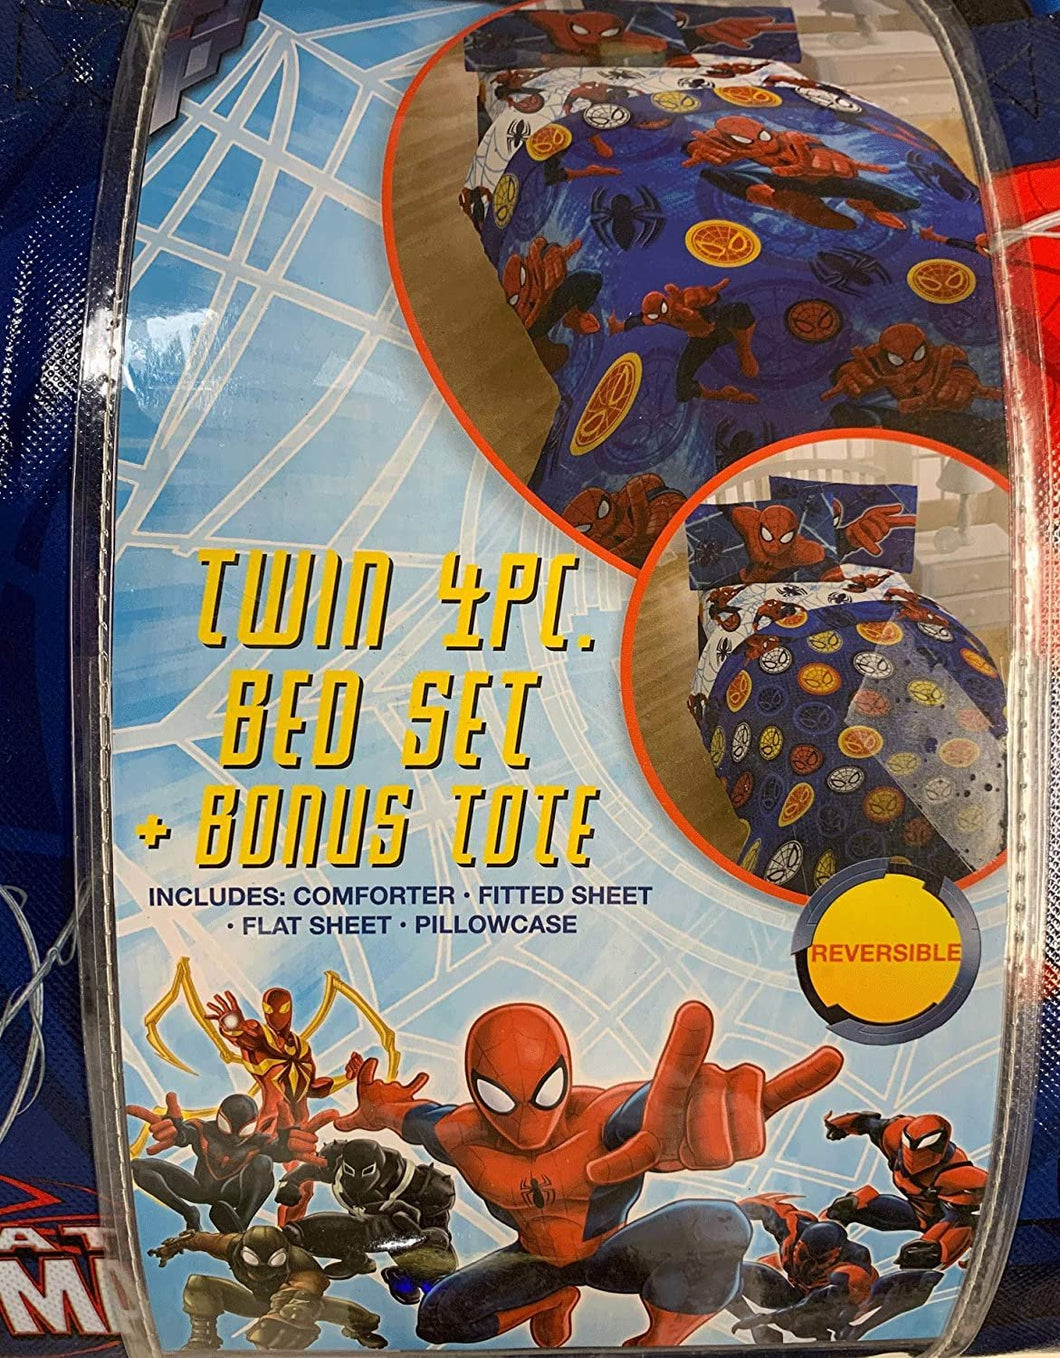 TWIN 4PC.
BED SET
+ BONUS TOTE
INCLUDES: COMFORTER • FITTED SHEET
• FLAT SHEET • PILLOWCASE
REVERSIBLE